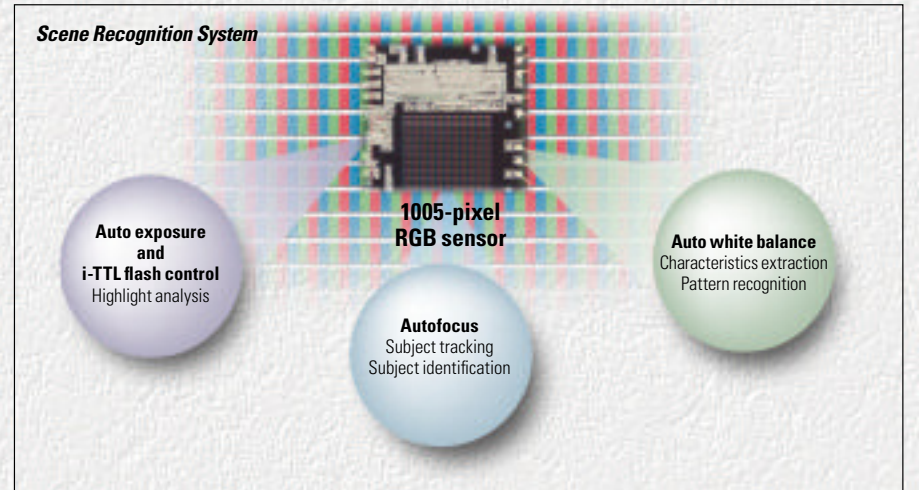 Scene Recognition System
1005-pixel
RGB sensor
Auto exposure
and
i-TTL flash control
Highlight analysis
Autofocus
Subject tracking
Subject identification
Auto white balance
Characteristics extraction
Pattern recognition